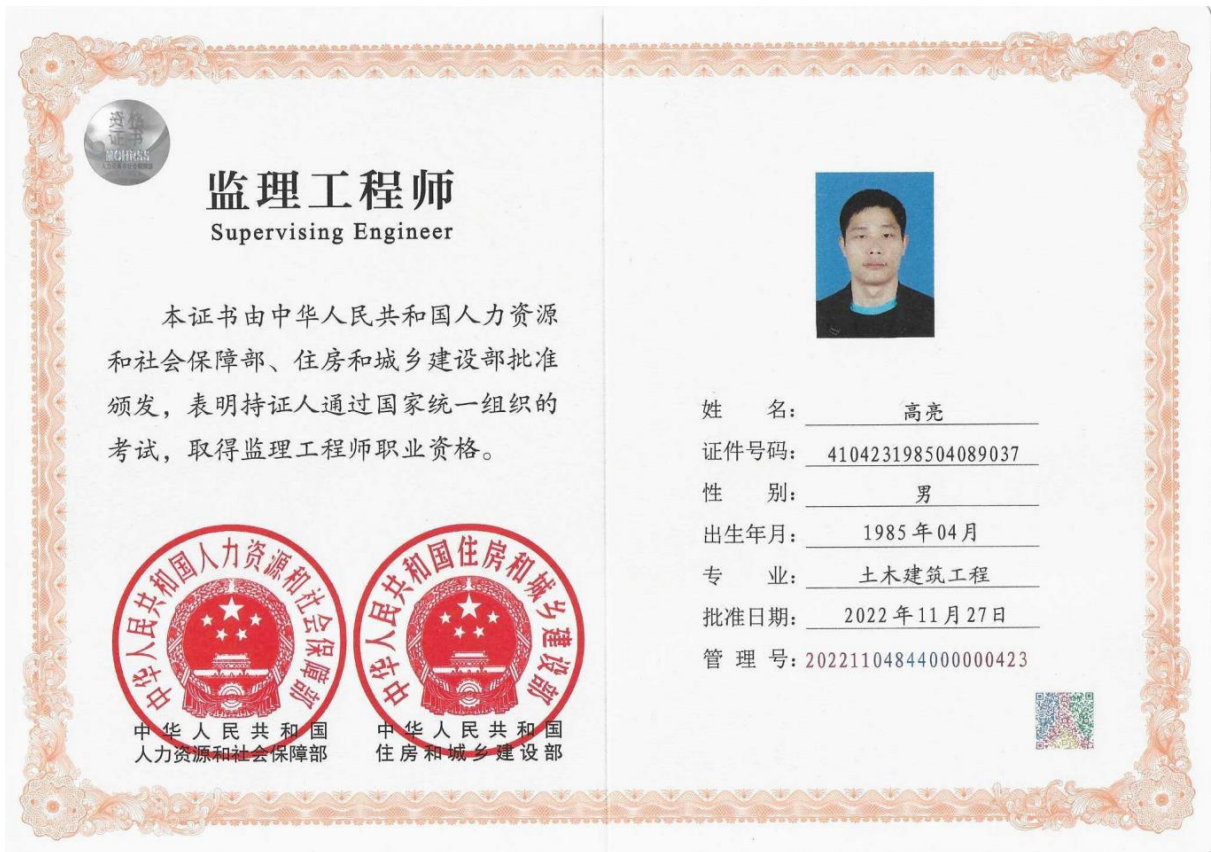 资格
证书
MOHRSS
监理工程师
Supervising Engineer
本证书由中华人民共和国人力资源
和社会保障部、住房和城乡建设部批准
颁发，表明持证人通过国家统一组织的
考试，取得监理工程师职业资格。
中华人民共和国人力资源和社会保障部
中华人民共和国
人力资源和社会保障部
中华人民共和国住房和城乡建设部
中华人民共和国
住房和城乡建设部
姓 名：高亮
证件号码：410423198504089037
性 别：男
出生年月：1985年04月
专 业：土木建筑工程
批准日期：2022年11月27日
管 理 号：20221104844000000423